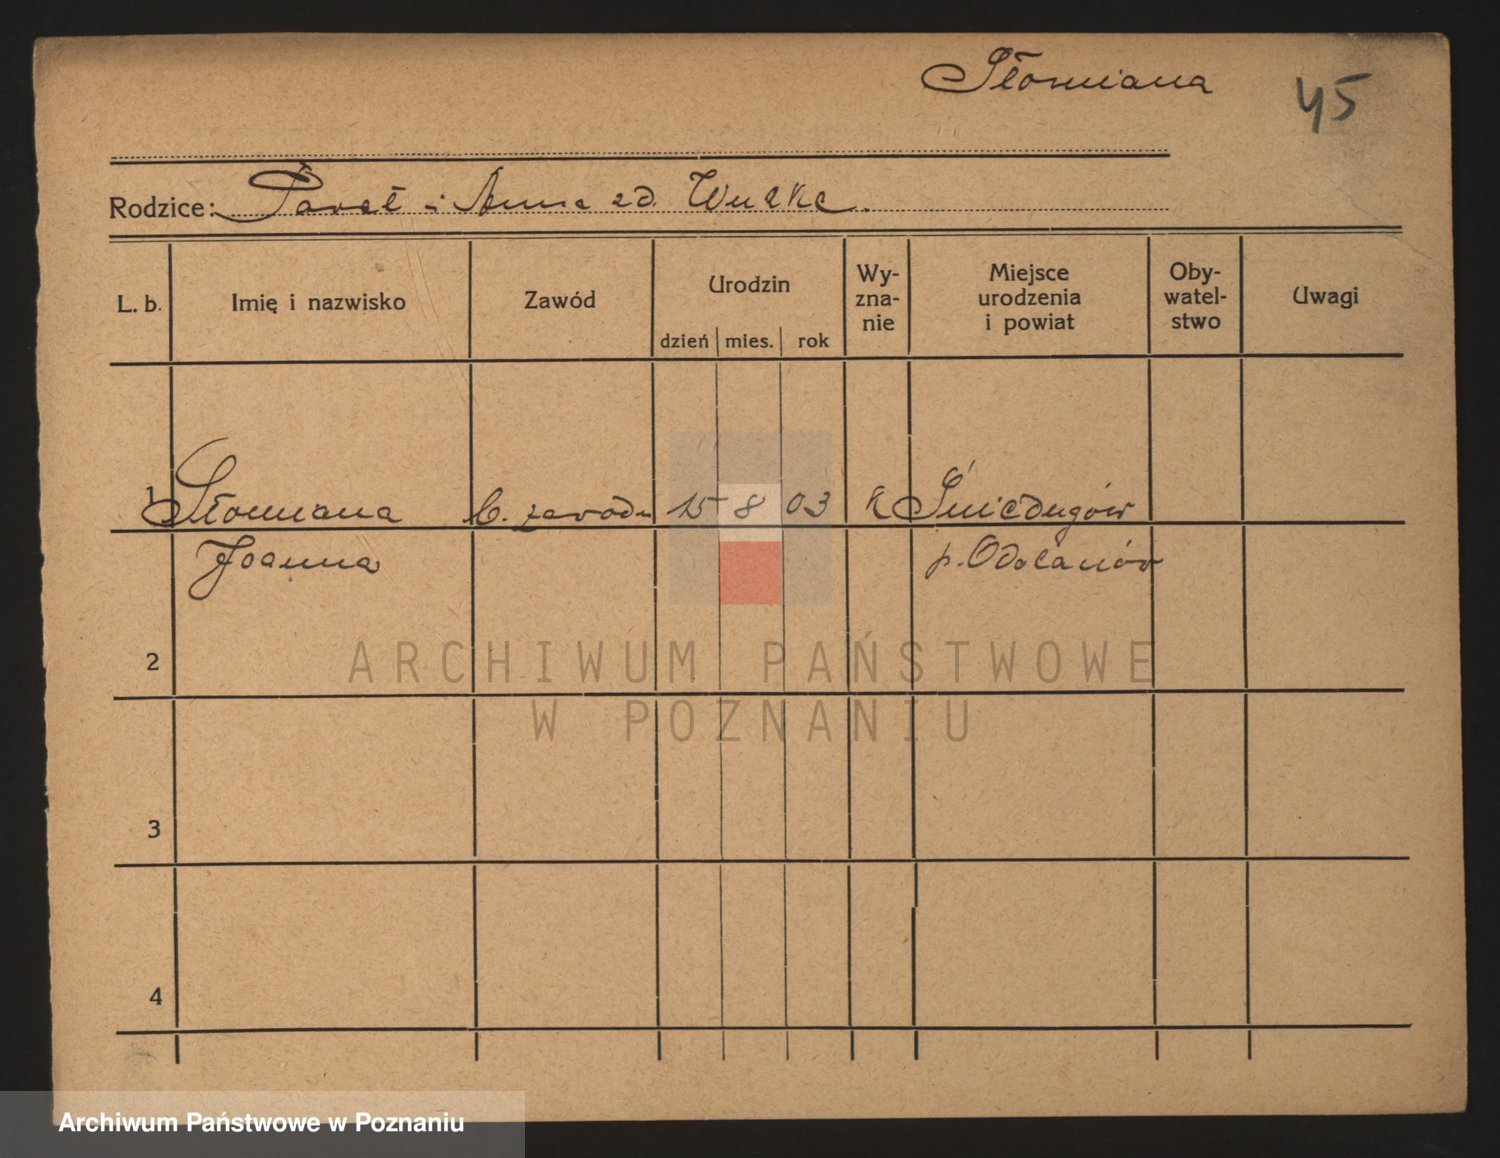 Słomiana
45
Rodzice: Paweł i Anna zd. Wuzke.
L. b. Imię i nazwisko Zawód Urodzin Wy- Miejsce Oby- Uwagi
zna- urodzenia watel-
nie i powiat stwo
dzień mies. rok
1 Słomiana b. zawodu 15 8 03 k
Joanna p. Odolanów
2
ARCHIWUM PAŃSTWOWE
W POZNANIU
3
4
Archiwum Państwowe w Poznaniu